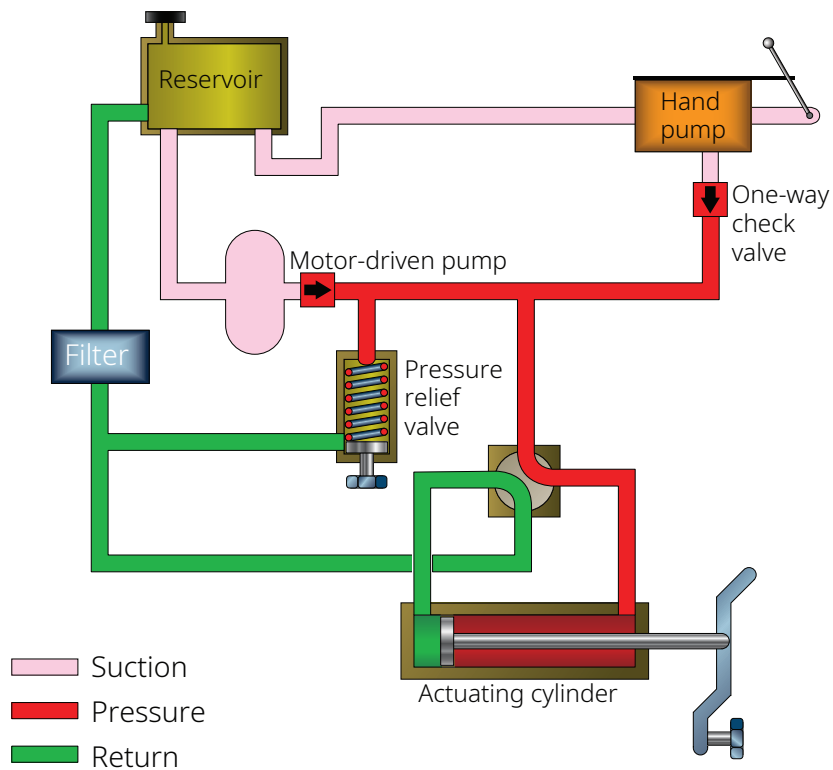 Reservoir
Hand
pump
One-way
check
valve
Motor-driven pump
Filter
Pressure
relief
valve
Actuating cylinder
Suction
Pressure
Return